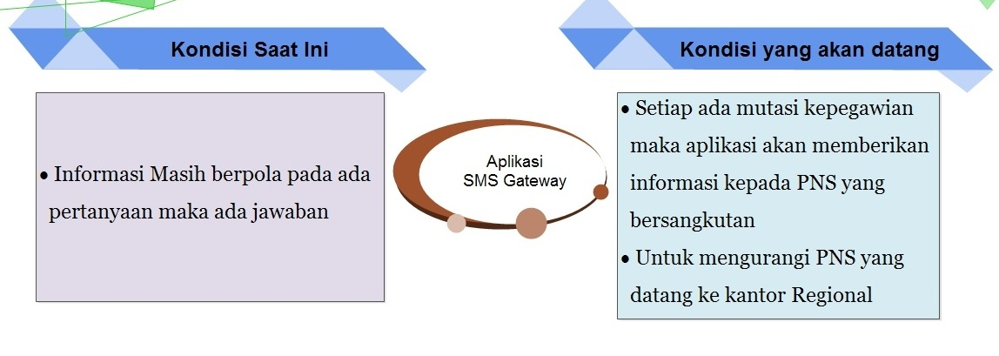 Kondisi Saat Ini
Kondisi yang akan datang
• Informasi Masih berpola pada ada
pertanyaan maka ada jawaban
Aplikasi
SMS Gateway
• Setiap ada mutasi kepegawian
maka aplikasi akan memberikan
informasi kepada PNS yang
bersangkutan
• Untuk mengurangi PNS yang
datang ke kantor Regional